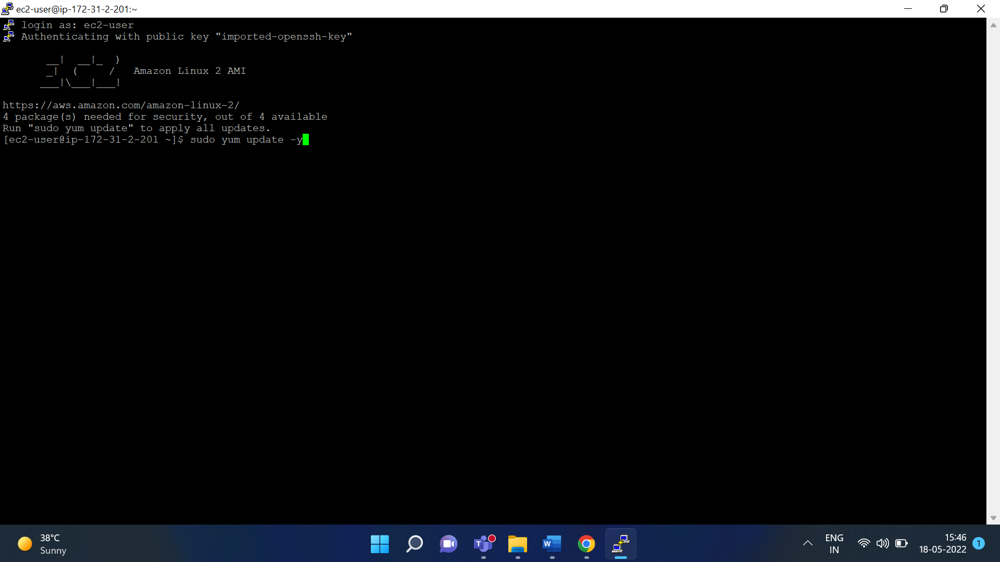 ec2-user@ip-172-31-2-201:~
login as: ec2-user
Authenticating with public key "imported-openssh-key"
       __|  __|_  )
       _|  (     /   Amazon Linux 2 AMI
      ___|\___|___|
https://aws.amazon.com/amazon-linux-2/
4 package(s) needed for security, out of 4 available
Run "sudo yum update" to apply all updates.
[ec2-user@ip-172-31-2-201 ~]$ sudo yum update -y
38°C
Sunny
T
W
ENG
IN
15:46
18-05-2022
1